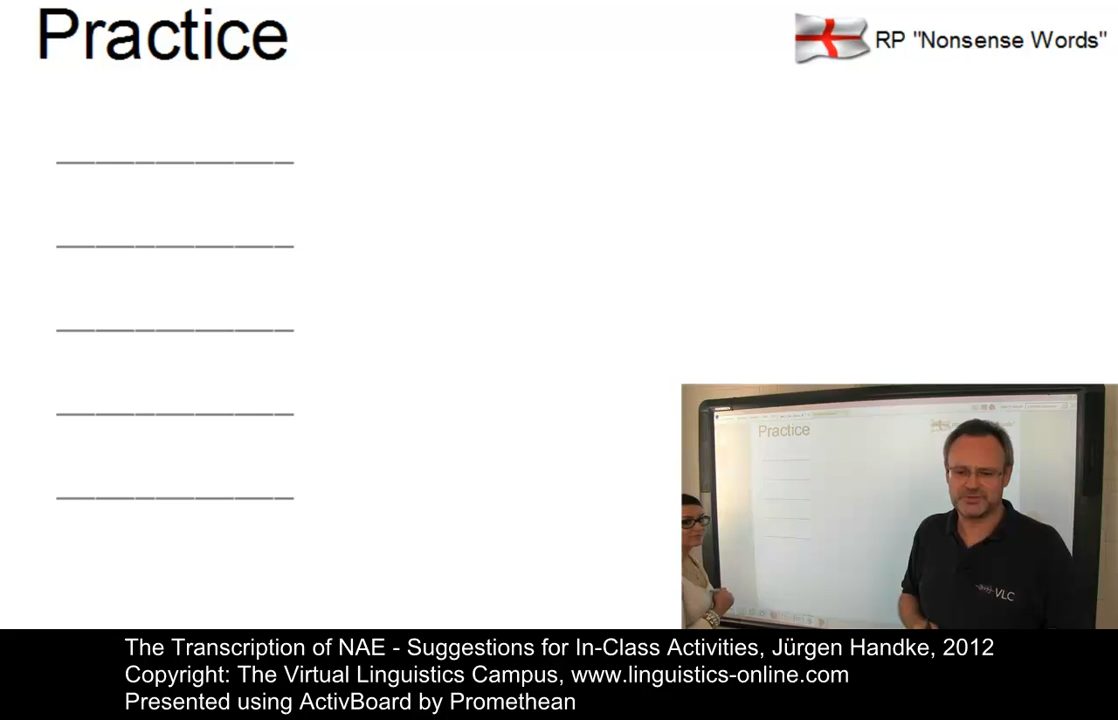 Practice
RP "Nonsense Words"
Practice
VLC
The Transcription of NAE - Suggestions for In-Class Activities, Jürgen Handke, 2012
Copyright: The Virtual Linguistics Campus, www.linguistics-online.com
Presented using ActivBoard by Promethean